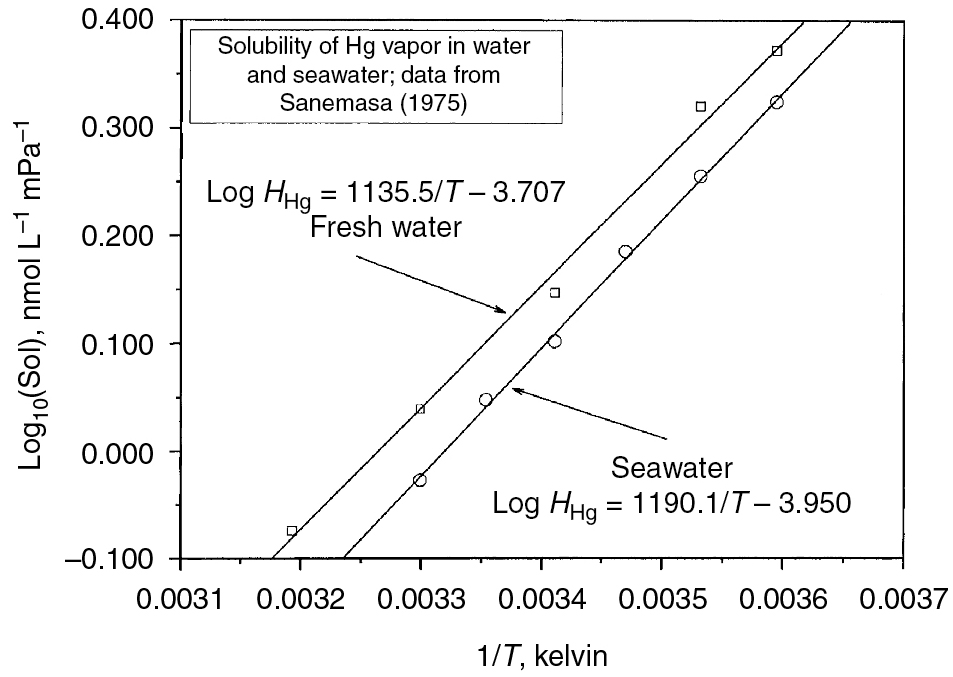 0.400
0.300
0.200
0.100
0.000
−0.100
Log₁₀(Sol), nmol L⁻¹ mPa⁻¹
Solubility of Hg vapor in water
and seawater; data from
Sanemasa (1975)
Log H_Hg = 1135.5/T − 3.707
Fresh water
Seawater
Log H_Hg = 1190.1/T − 3.950
0.0031 0.0032 0.0033 0.0034 0.0035 0.0036 0.0037
1/T, kelvin